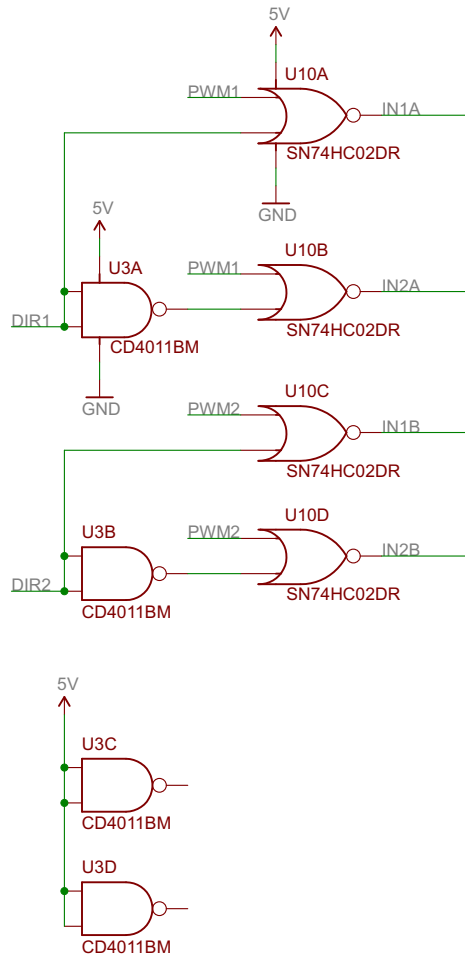 5V
U10A
PWM1
IN1A
SN74HC02DR
GND
5V
U3A
PWM1
U10B
IN2A
SN74HC02DR
DIR1
CD4011BM
GND
U10C
PWM2
IN1B
SN74HC02DR
U3B
PWM2
U10D
IN2B
DIR2
SN74HC02DR
CD4011BM
5V
U3C
CD4011BM
U3D
CD4011BM